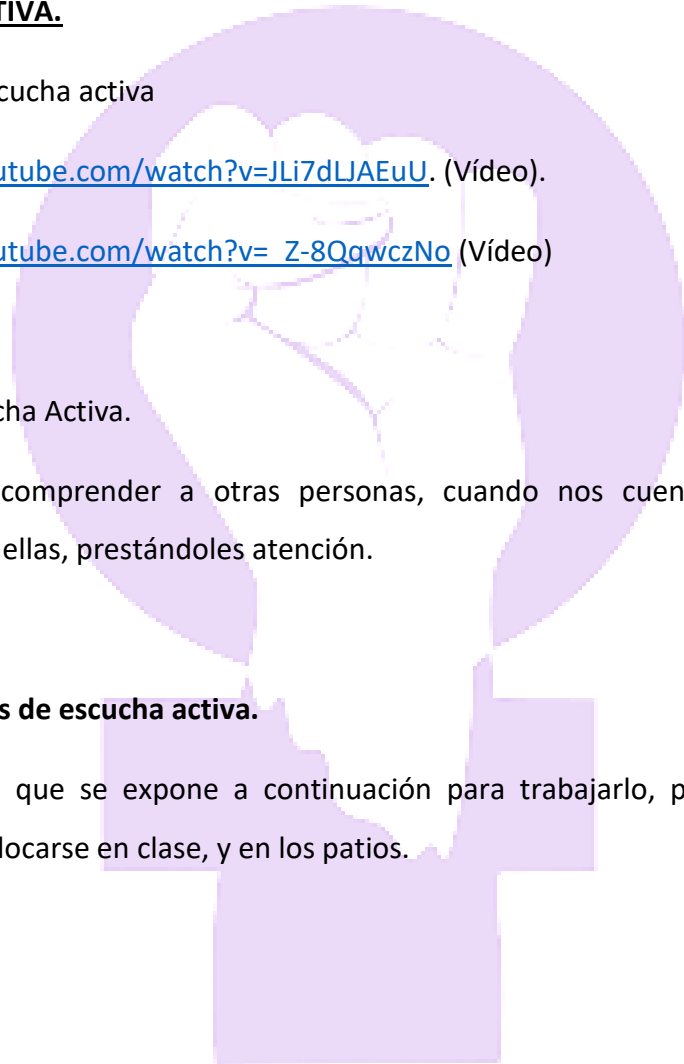 TIVA.
scucha activa
utube.com/watch?v=JLi7dLJAEuU. (Vídeo).
utube.com/watch?v=_Z-8QqwczNo (Vídeo)
cha Activa.
comprender a otras personas, cuando nos cuen
ellas, prestándoles atención.
s de escucha activa.
que se expone a continuación para trabajarlo, p
locarse en clase, y en los patios.